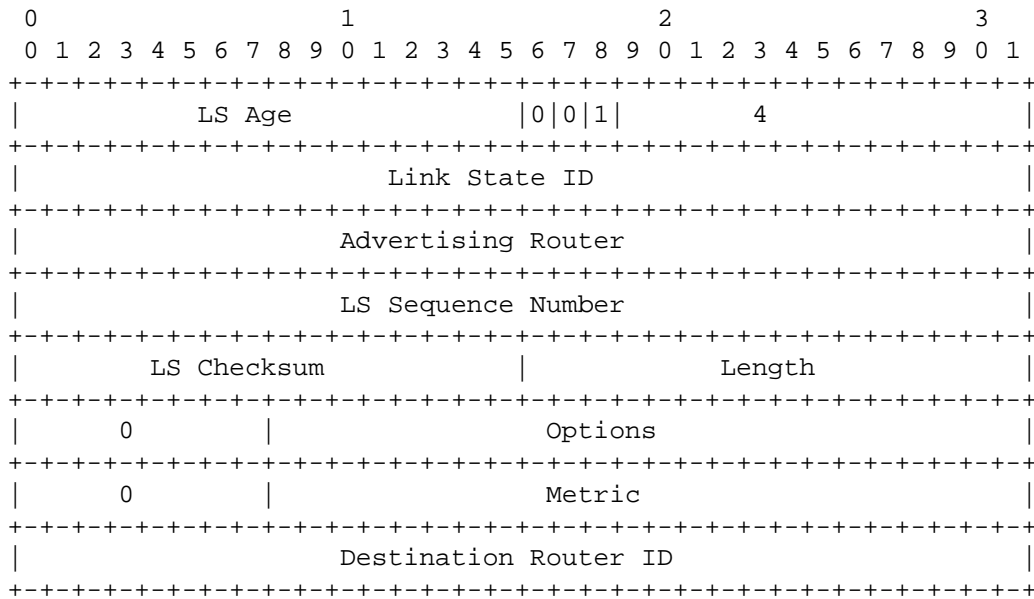 0                   1                   2                   3
0 1 2 3 4 5 6 7 8 9 0 1 2 3 4 5 6 7 8 9 0 1 2 3 4 5 6 7 8 9 0 1
+-+-+-+-+-+-+-+-+-+-+-+-+-+-+-+-+-+-+-+-+-+-+-+-+-+-+-+-+-+-+-+-+
|           LS Age              |0|0|1|         4               |
+-+-+-+-+-+-+-+-+-+-+-+-+-+-+-+-+-+-+-+-+-+-+-+-+-+-+-+-+-+-+-+-+
|                       Link State ID                           |
+-+-+-+-+-+-+-+-+-+-+-+-+-+-+-+-+-+-+-+-+-+-+-+-+-+-+-+-+-+-+-+-+
|                    Advertising Router                         |
+-+-+-+-+-+-+-+-+-+-+-+-+-+-+-+-+-+-+-+-+-+-+-+-+-+-+-+-+-+-+-+-+
|                    LS Sequence Number                         |
+-+-+-+-+-+-+-+-+-+-+-+-+-+-+-+-+-+-+-+-+-+-+-+-+-+-+-+-+-+-+-+-+
|        LS Checksum            |            Length             |
+-+-+-+-+-+-+-+-+-+-+-+-+-+-+-+-+-+-+-+-+-+-+-+-+-+-+-+-+-+-+-+-+
|      0        |                 Options                       |
+-+-+-+-+-+-+-+-+-+-+-+-+-+-+-+-+-+-+-+-+-+-+-+-+-+-+-+-+-+-+-+-+
|      0        |                 Metric                        |
+-+-+-+-+-+-+-+-+-+-+-+-+-+-+-+-+-+-+-+-+-+-+-+-+-+-+-+-+-+-+-+-+
|                    Destination Router ID                      |
+-+-+-+-+-+-+-+-+-+-+-+-+-+-+-+-+-+-+-+-+-+-+-+-+-+-+-+-+-+-+-+-+